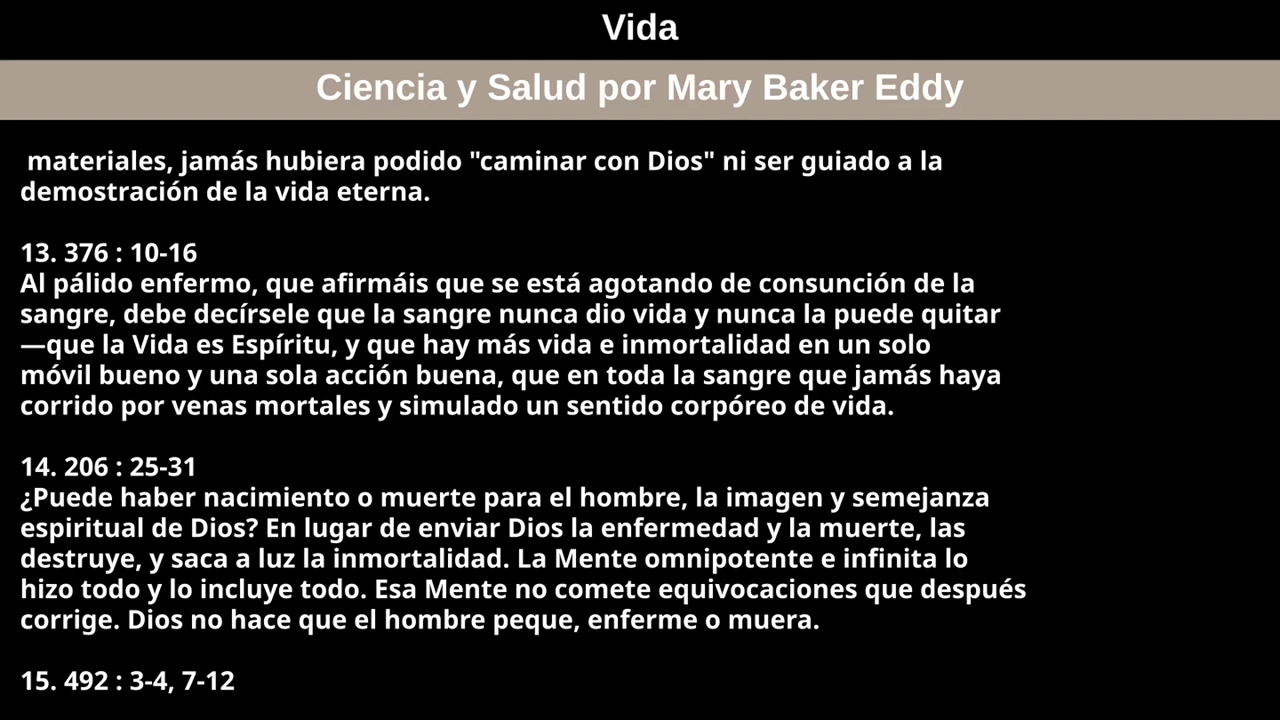 Vida
Ciencia y Salud por Mary Baker Eddy
materiales, jamás hubiera podido "caminar con Dios" ni ser guiado a la
demostración de la vida eterna.
13. 376 : 10-16
Al pálido enfermo, que afirmáis que se está agotando de consunción de la
sangre, debe decírsele que la sangre nunca dio vida y nunca la puede quitar
—que la Vida es Espíritu, y que hay más vida e inmortalidad en un solo
móvil bueno y una sola acción buena, que en toda la sangre que jamás haya
corrido por venas mortales y simulado un sentido corpóreo de vida.
14. 206 : 25-31
¿Puede haber nacimiento o muerte para el hombre, la imagen y semejanza
espiritual de Dios? En lugar de enviar Dios la enfermedad y la muerte, las
destruye, y saca a luz la inmortalidad. La Mente omnipotente e infinita lo
hizo todo y lo incluye todo. Esa Mente no comete equivocaciones que después
corrige. Dios no hace que el hombre peque, enferme o muera.
15. 492 : 3-4, 7-12